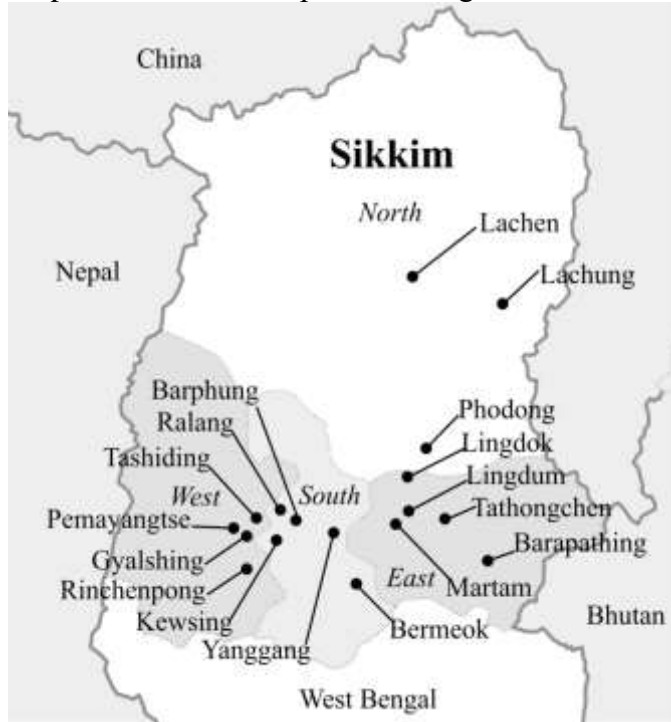 China
Sikkim
North
Lachen
Nepal
Lachung
Barphung
Ralang
Phodong
Lingdok
Tashiding
Lingdum
West
South
Tathongchen
Pemayangtse
Barapathing
Gyalshing
East
Martam
Rinchenpong
Kewsing
Bermeok
Bhutan
Yanggang
West Bengal